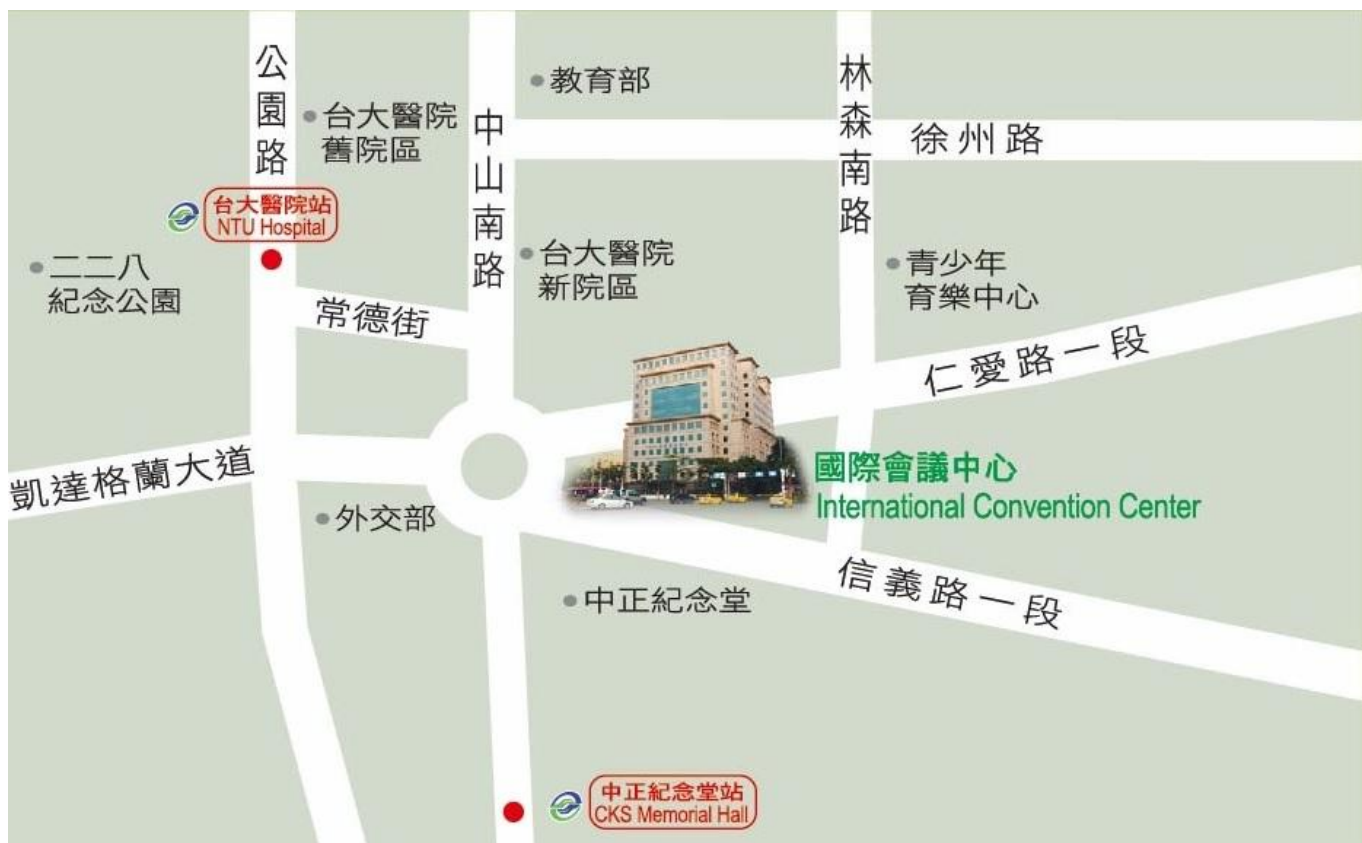 公園路
台大醫院
舊院區
中山南路
教育部
林森南路
徐州路
台大醫院站
NTU Hospital
二二八
紀念公園
常德街
台大醫院
新院區
青少年
育樂中心
仁愛路一段
凱達格蘭大道
國際會議中心
International Convention Center
外交部
信義路一段
中正紀念堂
中正紀念堂站
CKS Memorial Hall